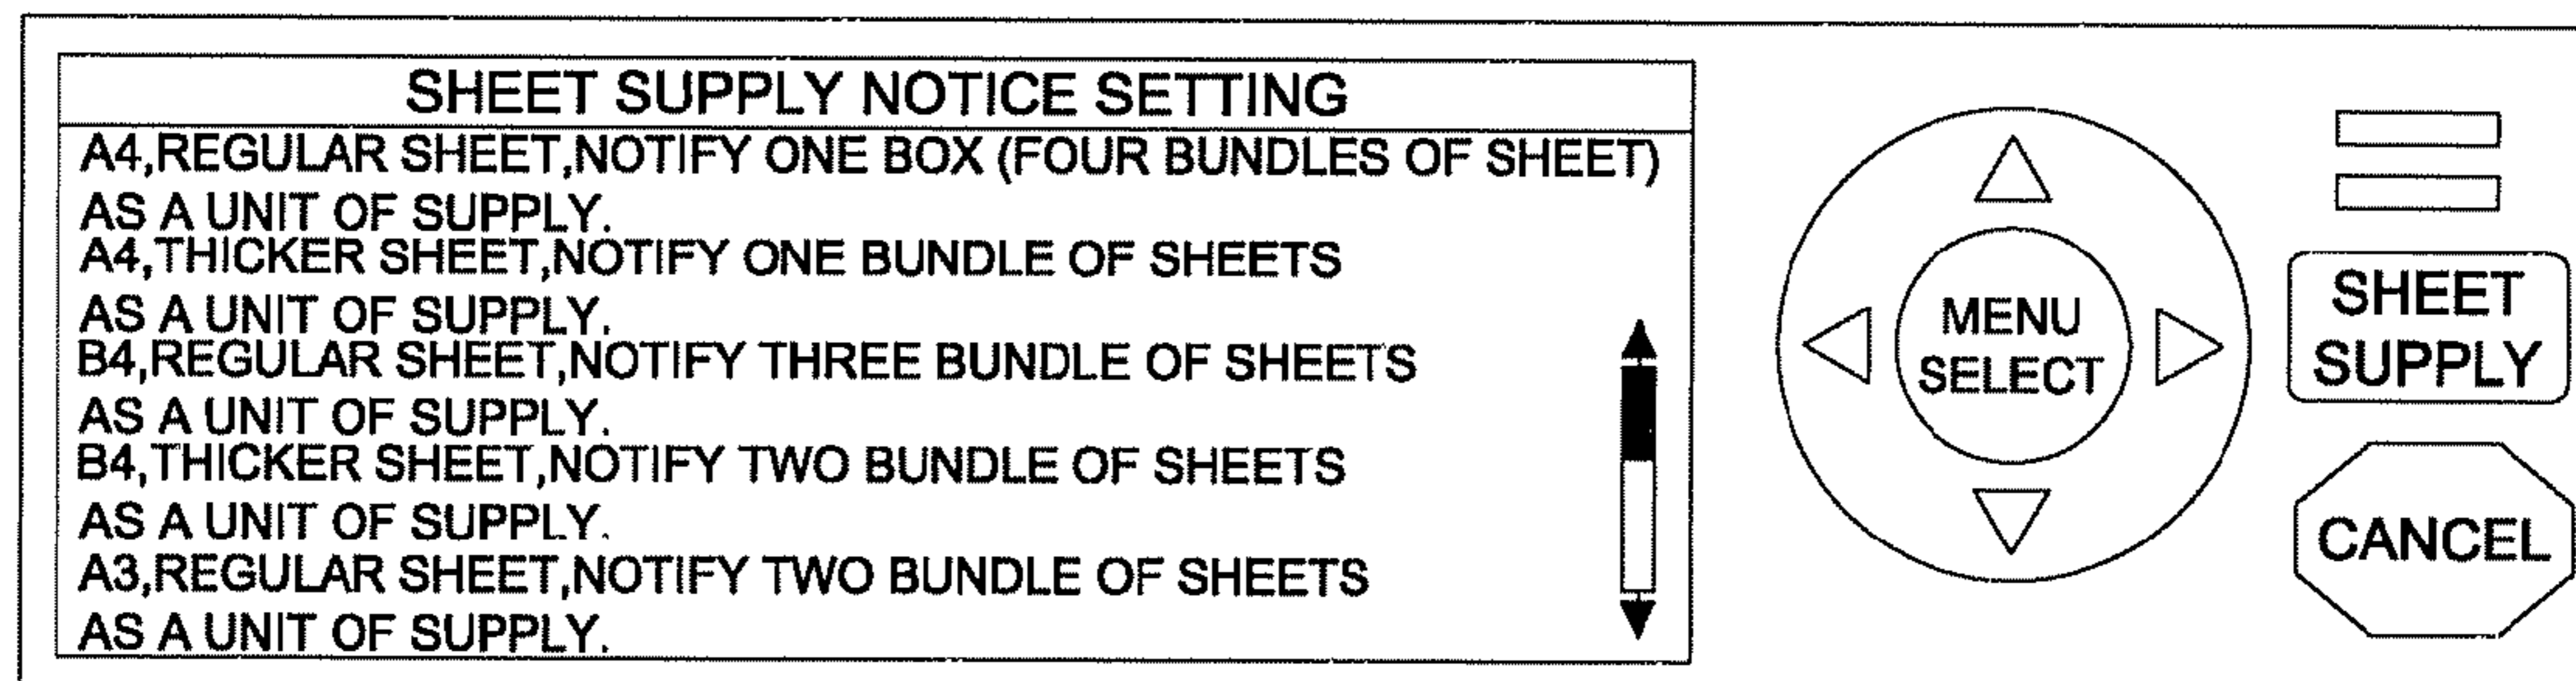 SHEET SUPPLY NOTICE SETTING
A4,REGULAR SHEET,NOTIFY ONE BOX (FOUR BUNDLES OF SHEET)
AS A UNIT OF SUPPLY.
A4,THICKER SHEET,NOTIFY ONE BUNDLE OF SHEETS
AS A UNIT OF SUPPLY.
B4,REGULAR SHEET,NOTIFY THREE BUNDLE OF SHEETS
AS A UNIT OF SUPPLY.
B4,THICKER SHEET,NOTIFY TWO BUNDLE OF SHEETS
AS A UNIT OF SUPPLY.
A3,REGULAR SHEET,NOTIFY TWO BUNDLE OF SHEETS
AS A UNIT OF SUPPLY.
MENU
SELECT
SHEET
SUPPLY
CANCEL